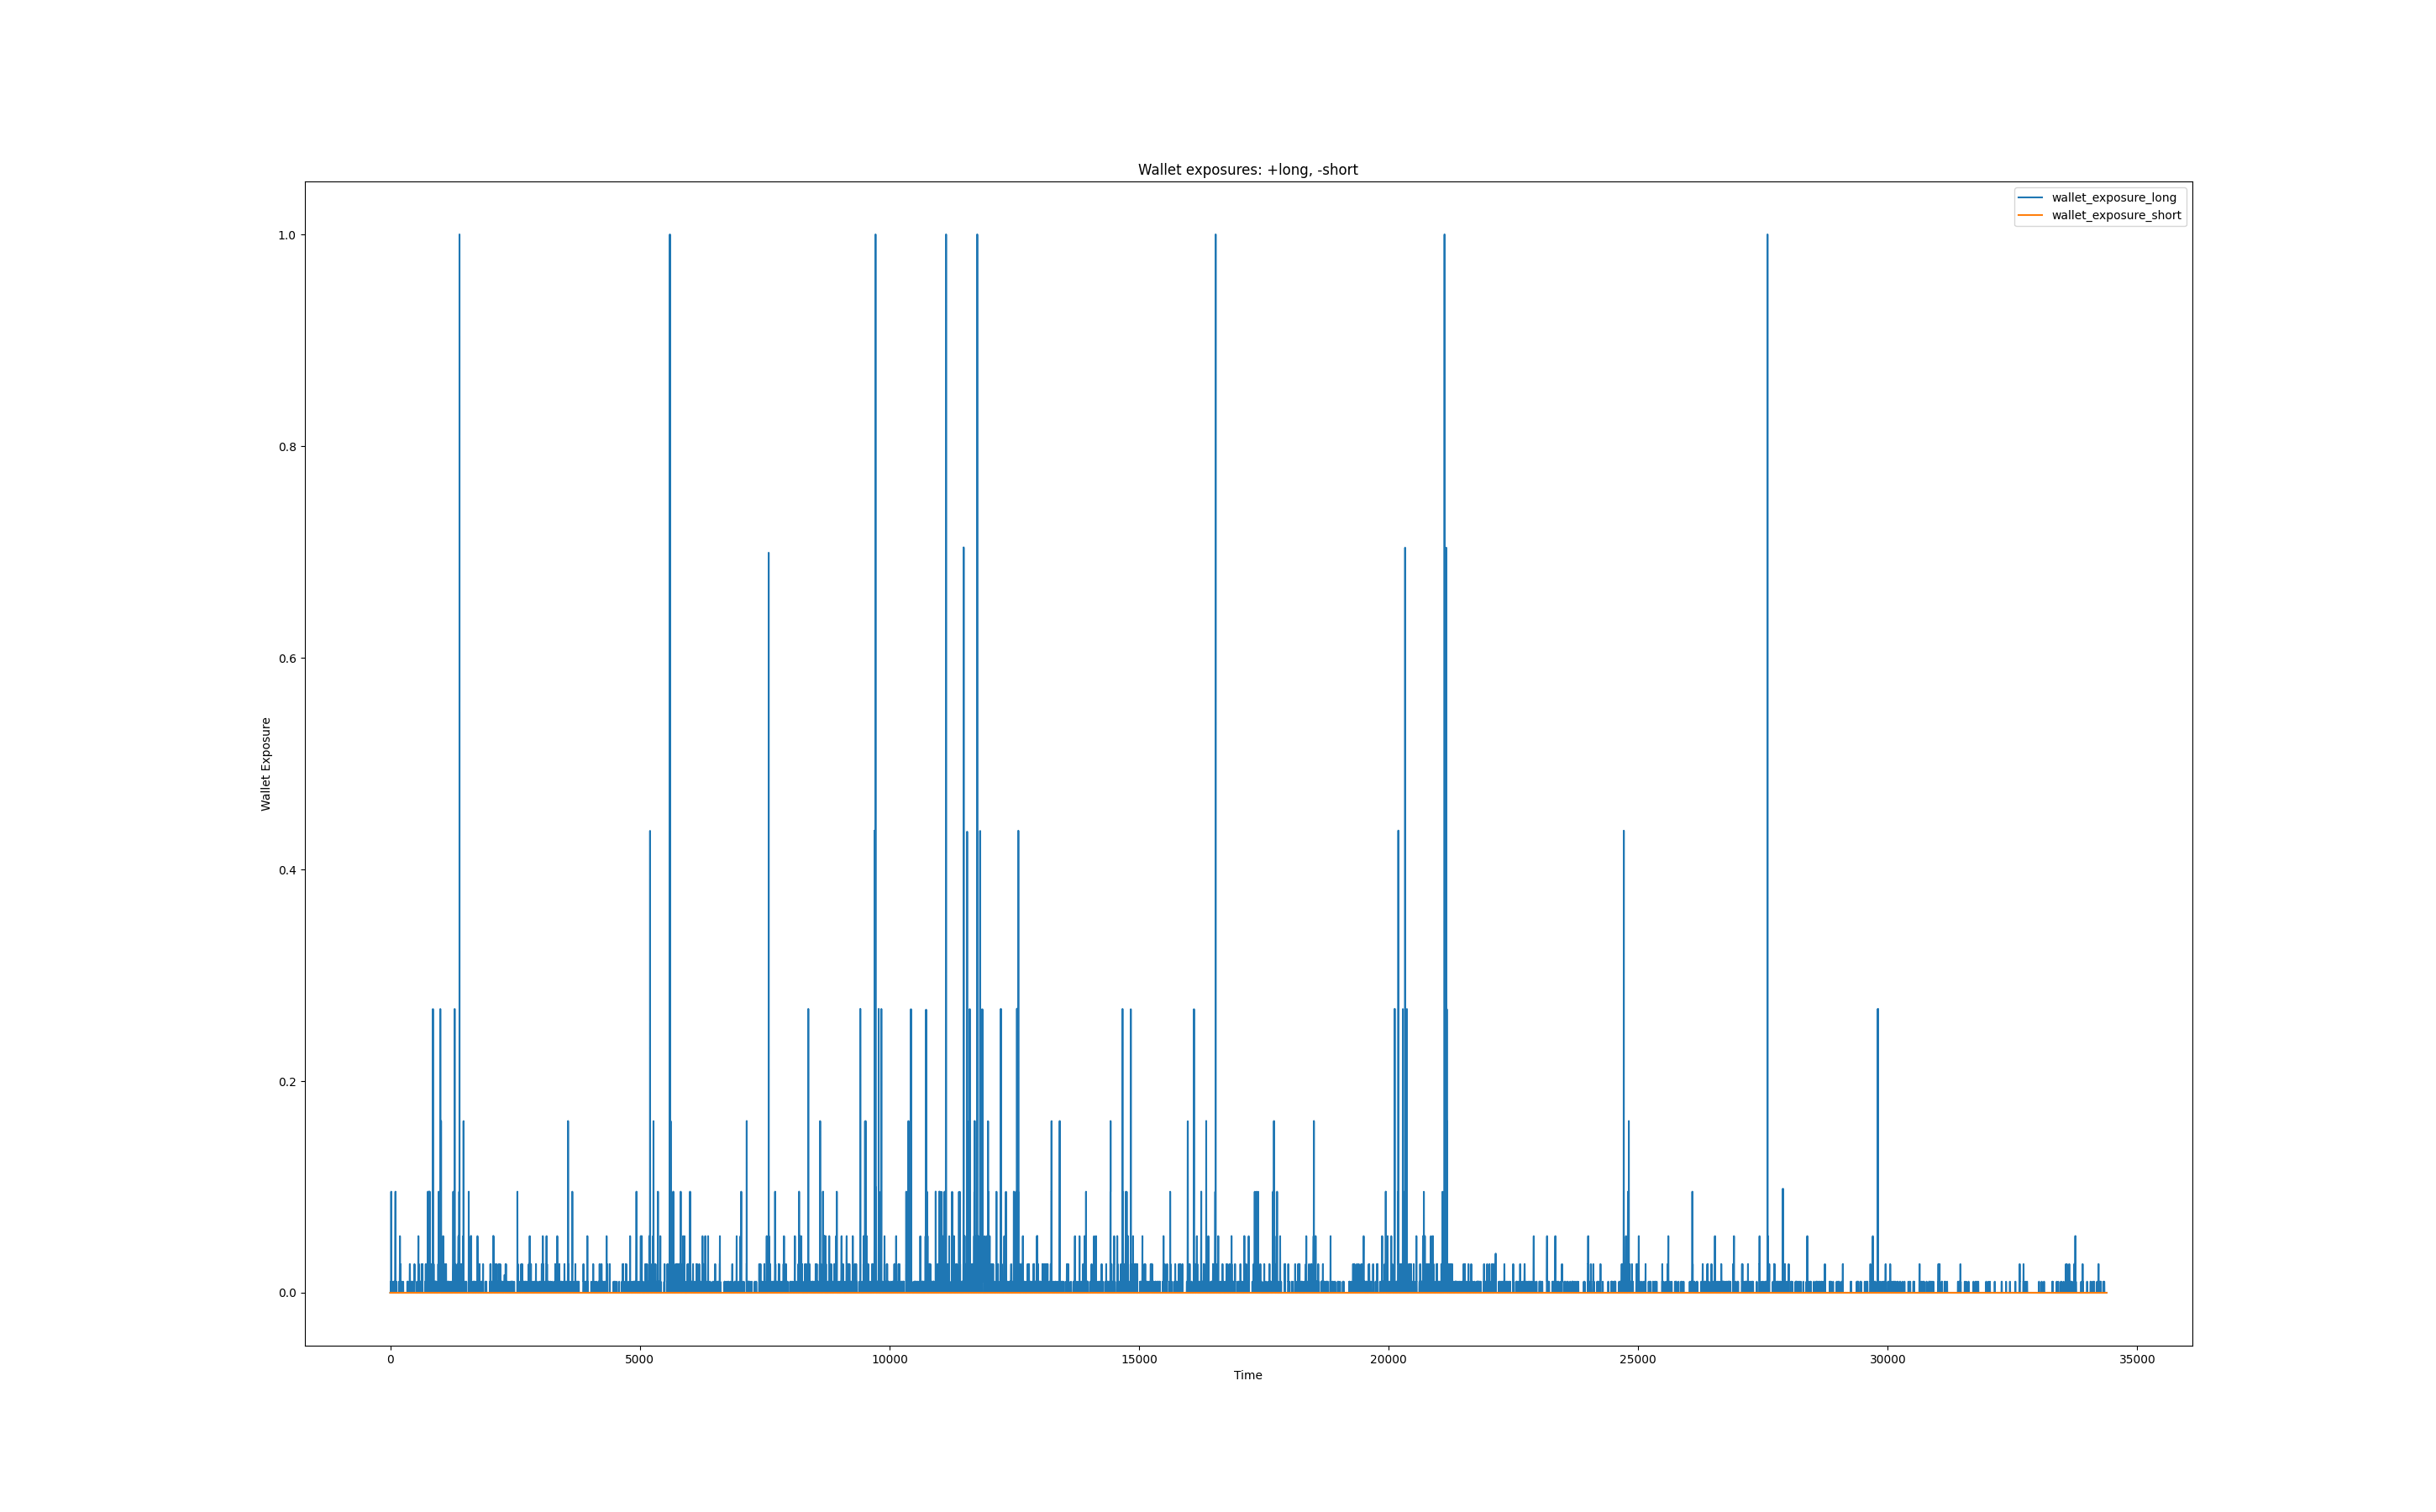 Wallet exposures: +long, -short
wallet_exposure_long
wallet_exposure_short
1.0
0.8
0.6
0.4
0.2
0.0
Wallet Exposure
0 5000 10000 15000 20000 25000 30000 35000
Time